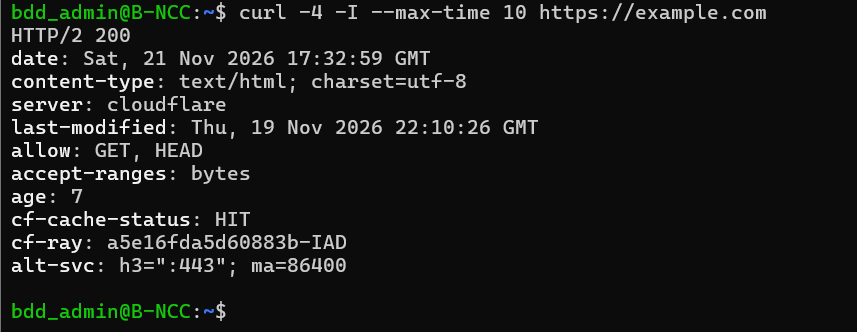 bdd_admin@B-NCC:~$ curl -4 -I --max-time 10 https://example.com
HTTP/2 200
date: Sat, 21 Nov 2026 17:32:59 GMT
content-type: text/html; charset=utf-8
server: cloudflare
last-modified: Thu, 19 Nov 2026 22:10:26 GMT
allow: GET, HEAD
accept-ranges: bytes
age: 7
cf-cache-status: HIT
cf-ray: a5e16fda5d60883b-IAD
alt-svc: h3=":443"; ma=86400
bdd_admin@B-NCC:~$